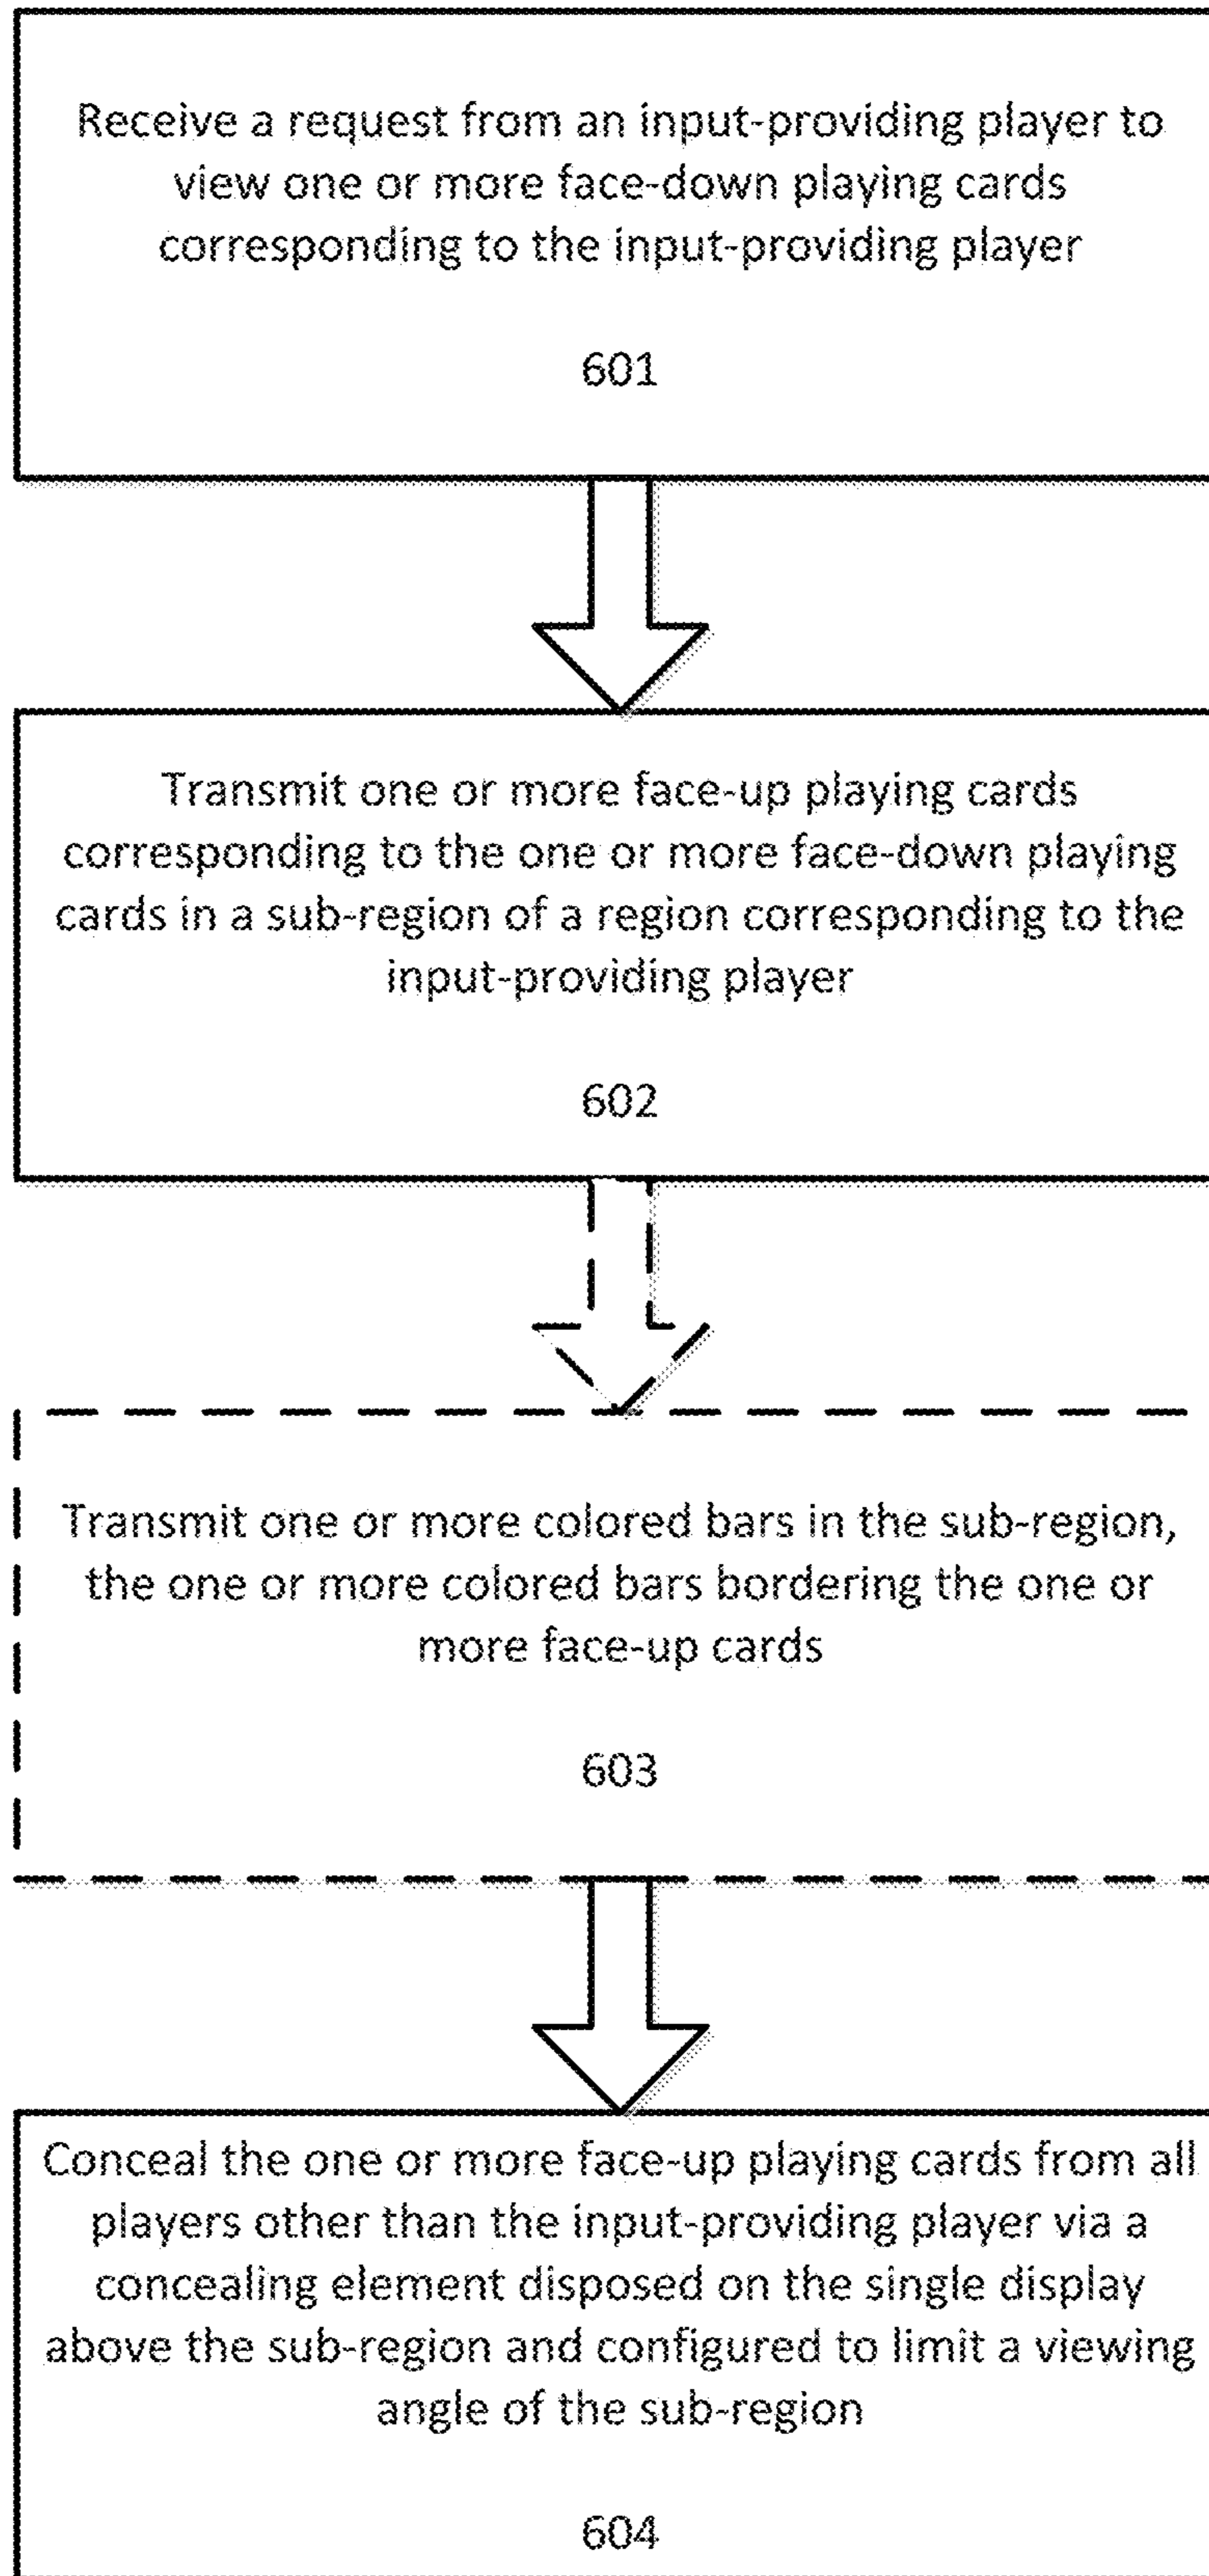 Receive a request from an input-providing player to
view one or more face-down playing cards
corresponding to the input-providing player
601
Transmit one or more face-up playing cards
corresponding to the one or more face-down playing
cards in a sub-region of a region corresponding to the
input-providing player
602
Transmit one or more colored bars in the sub-region,
the one or more colored bars bordering the one or
more face-up cards
603
Conceal the one or more face-up playing cards from all
players other than the input-providing player via a
concealing element disposed on the single display
above the sub-region and configured to limit a viewing
angle of the sub-region
604